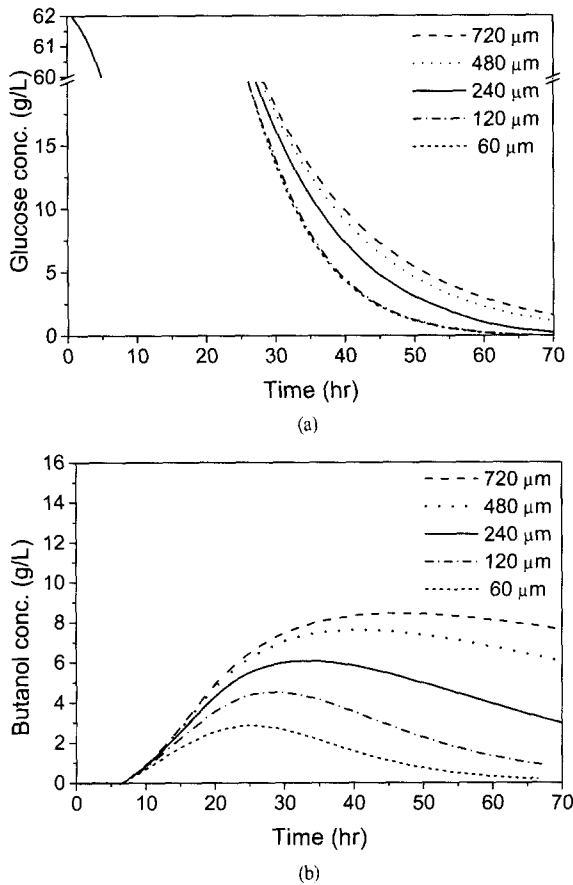 62
61
60
15
10
5
0
Glucose conc. (g/L)
720 μm
480 μm
240 μm
120 μm
60 μm
0 10 20 30 40 50 60 70
Time (hr)
(a)
16
14
12
10
8
6
4
2
0
Butanol conc. (g/L)
720 μm
480 μm
240 μm
120 μm
60 μm
0 10 20 30 40 50 60 70
Time (hr)
(b)